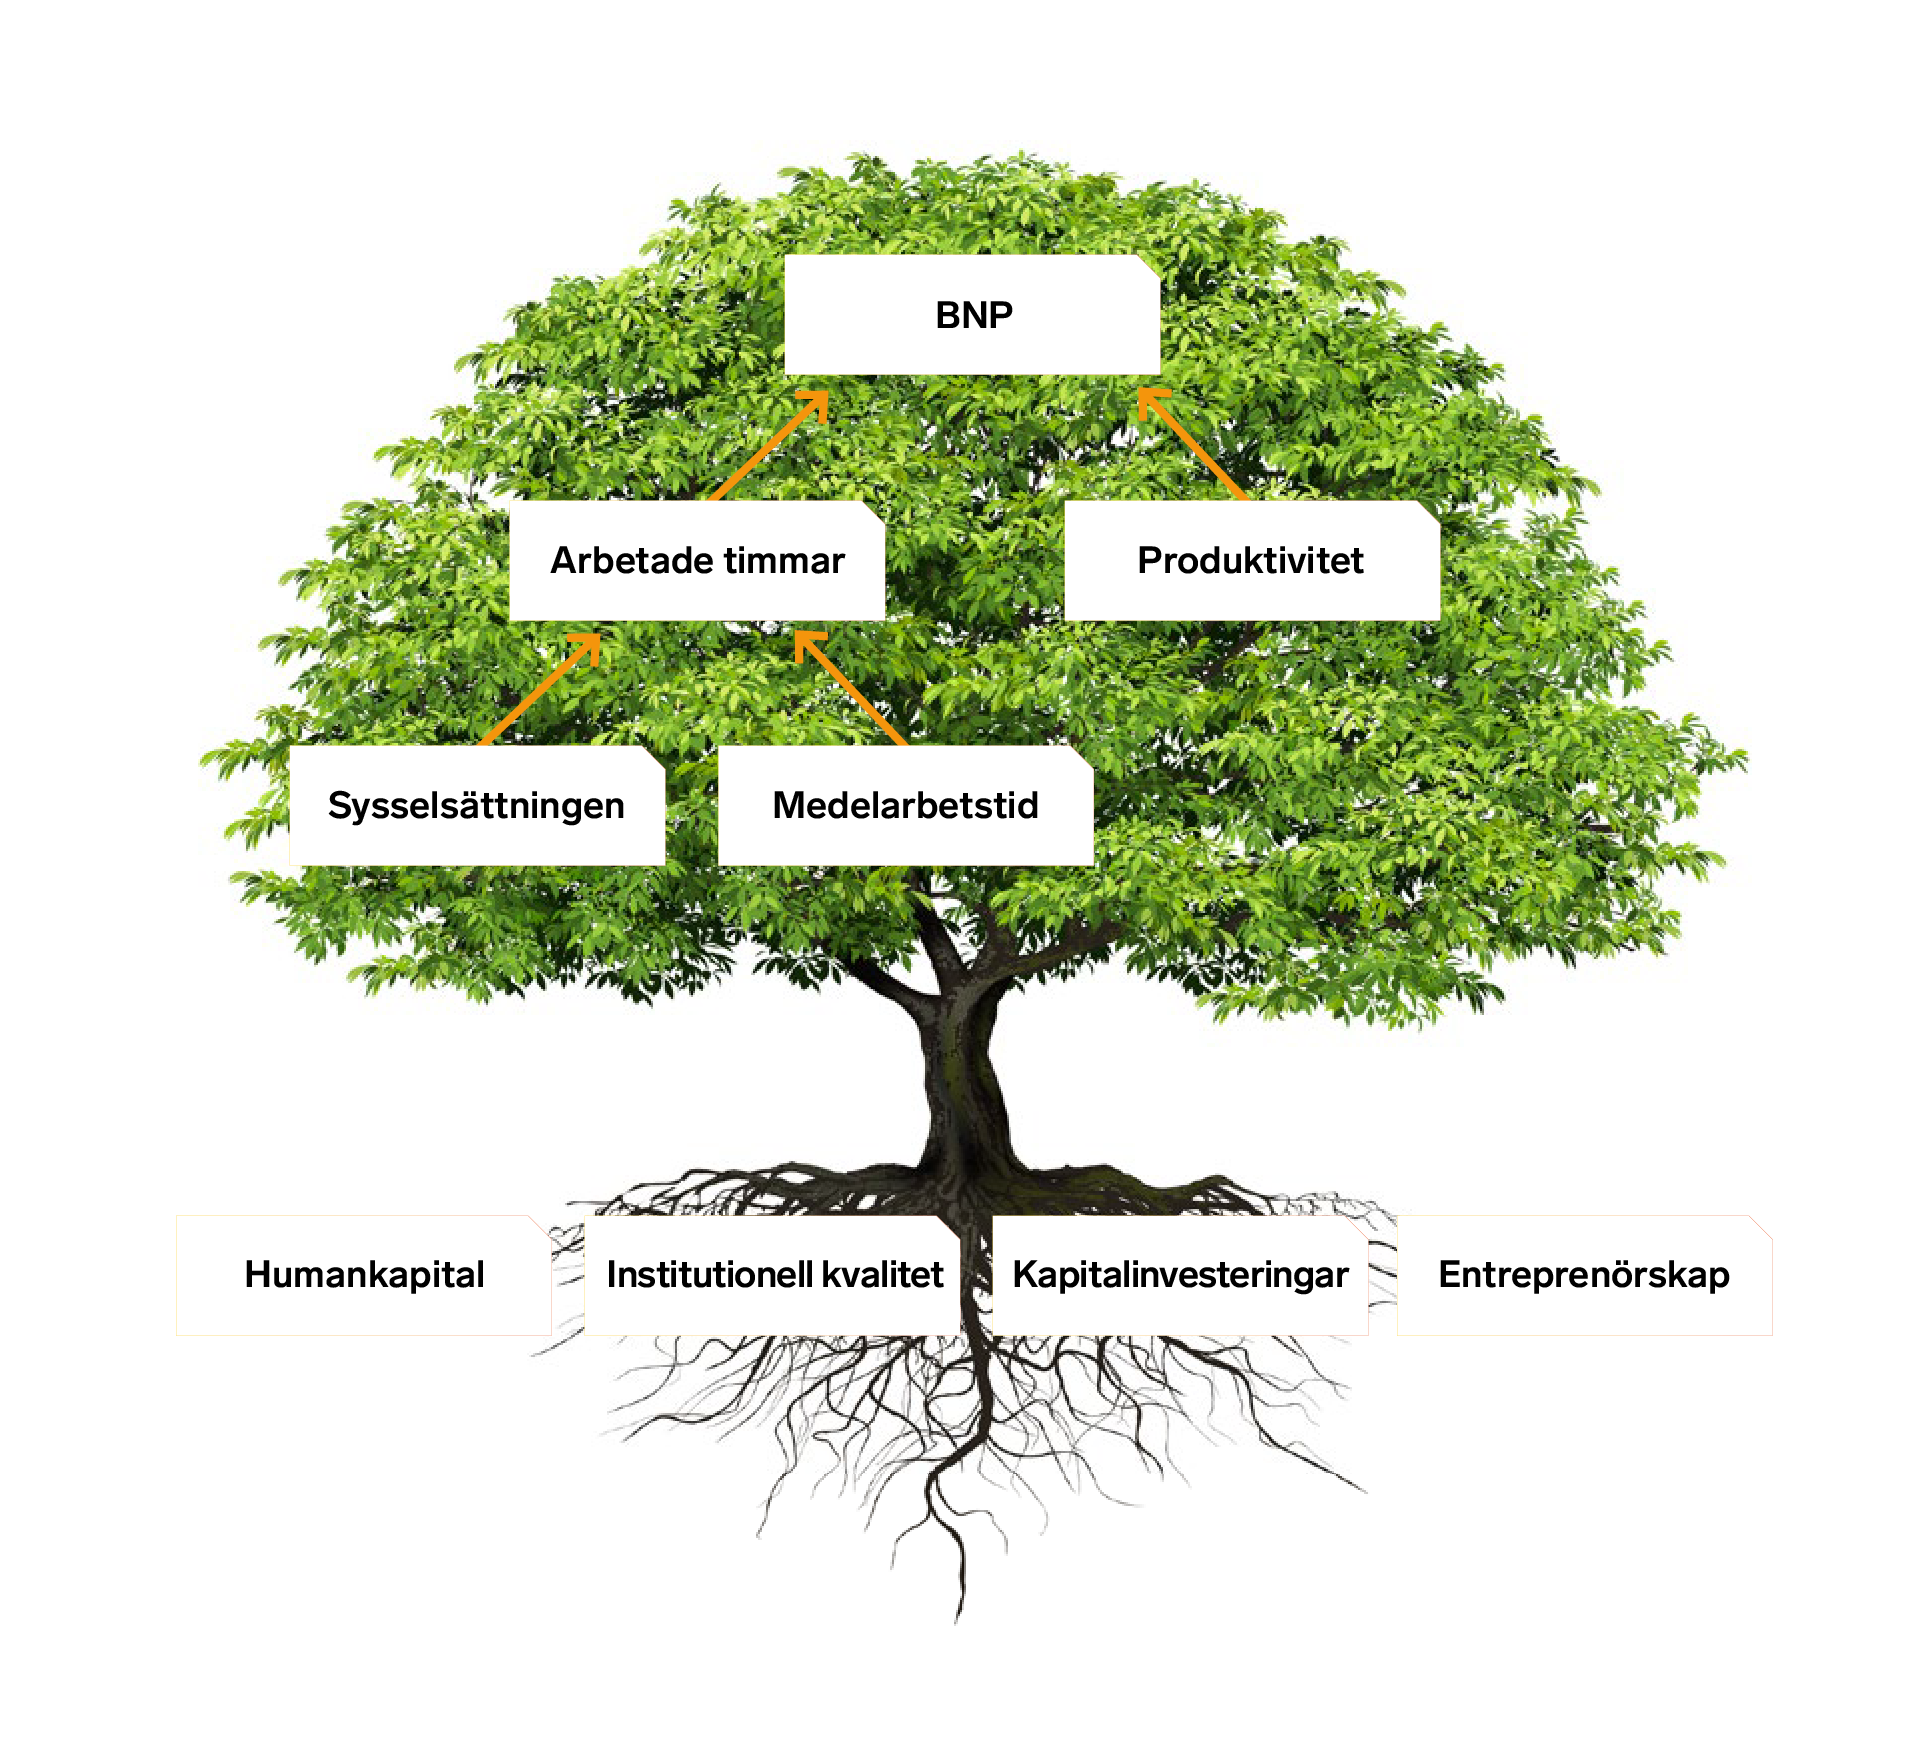 BNP
Arbetade timmar
Produktivitet
Sysselsättningen
Medelarbetstid
Humankapital
Institutionell kvalitet
Kapitalinvesteringar
Entreprenörskap